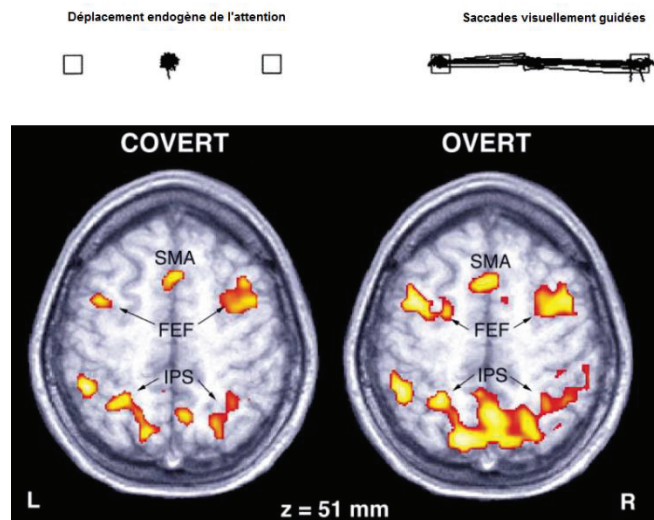 Déplacement endogène de l'attention
Saccades visuellement guidées
COVERT
OVERT
SMA
SMA
FEF
FEF
IPS
IPS
L
z = 51 mm
R